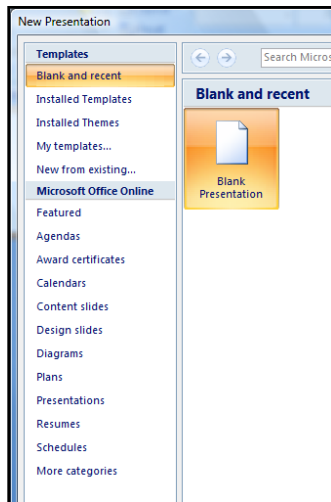 New Presentation
Templates
Blank and recent
Installed Templates
Installed Themes
My templates...
New from existing...
Microsoft Office Online
Featured
Agendas
Award certificates
Calendars
Content slides
Design slides
Diagrams
Plans
Presentations
Resumes
Schedules
More categories
Search Micros
Blank and recent
Blank
Presentation